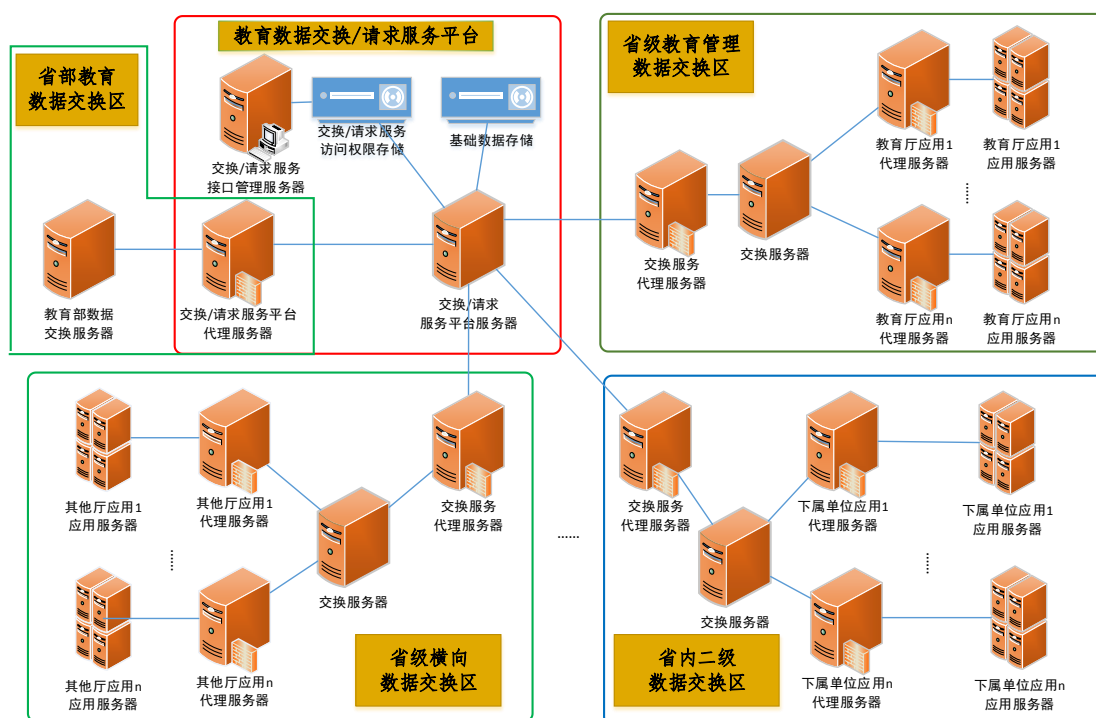 教育数据交换/请求服务平台
省部教育
数据交换区
交换/请求服务
接口管理服务器
交换/请求服务
访问权限存储
基础数据存储
教育部数据
交换服务器
交换/请求服务平台
代理服务器
交换/请求
服务平台服务器
省级教育管理
数据交换区
教育厅应用1
代理服务器
教育厅应用1
应用服务器
......
交换服务
代理服务器
交换服务器
教育厅应用n
代理服务器
教育厅应用n
应用服务器
其他厅应用1
应用服务器
其他厅应用1
代理服务器
交换服务
代理服务器
......
交换服务器
其他厅应用n
应用服务器
其他厅应用n
代理服务器
省级横向
数据交换区
......
交换服务
代理服务器
下属单位应用1
代理服务器
下属单位应用1
应用服务器
......
交换服务器
下属单位应用n
代理服务器
下属单位应用n
应用服务器
省内二级
数据交换区